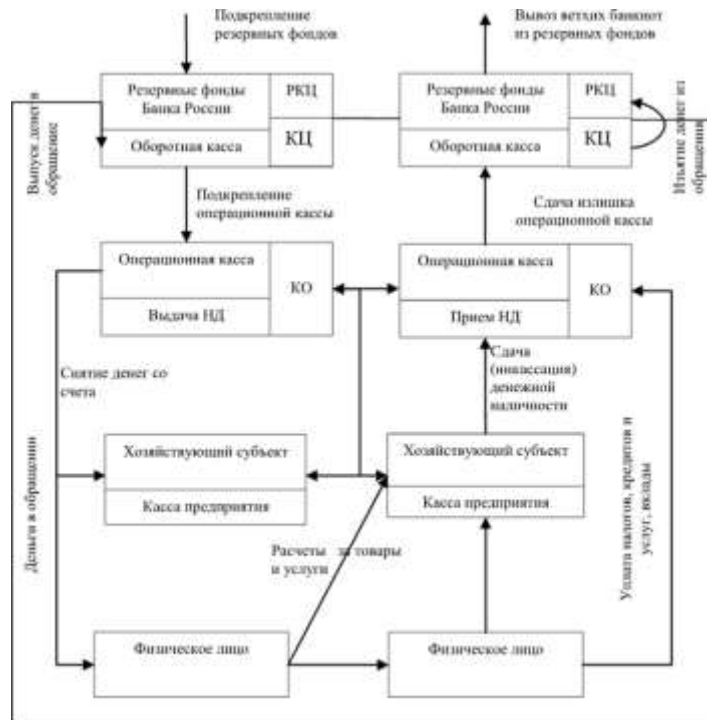 Подкрепление
резервных фондов
Вывоз ветхих банкнот
из резервных фондов
Выпуск денег в
обращение
Резервные фонды
Банка России
РКЦ
Оборотная касса
КЦ
Резервные фонды
Банка России
РКЦ
Оборотная касса
КЦ
Изъятие денег из
обращения
Подкрепление
операционной кассы
Сдача излишка
операционной кассы
Операционная касса
КО
Выдача НД
Операционная касса
КО
Прием НД
Снятие денег со
счета
Сдача
(инкассация)
денежной
наличности
Деньги в обращении
Хозяйствующий субъект
Касса предприятия
Хозяйствующий субъект
Касса предприятия
Уплата налогов, кредитов и
услуг, вклады
Расчеты за товары
и услуги
Физическое лицо
Физическое лицо